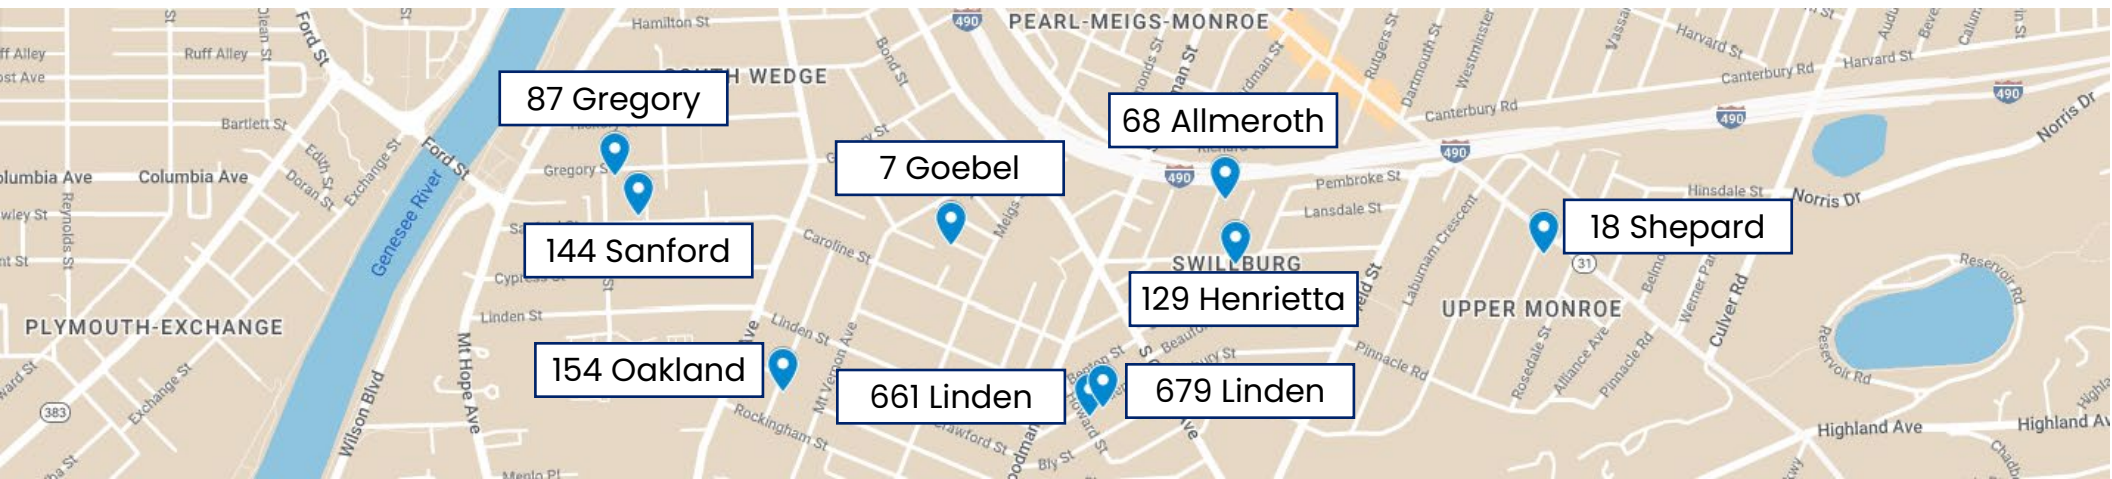 Hamilton St
490
PEARL-MEIGS-MONROE
Ford St
Ruff Alley
Bond St
WEDGE
Rutgers St
Dartmouth St
Westminster
Harvard St
Canterbury Rd
Harvard St
490
Norris Dr
87 Gregory
68 Allmeroth
Canterbury Rd
490
Bartlett St
Ford St
Edith St
Doran St
Exchange St
Columbia Ave
Reynolds St
Gregory S
7 Goebel
490
490
Pembroke St
Lansdale St
Hinsdale St
Norris Dr
Genesee River
144 Sanford
Caroline St
Meigs
SWILLBURG
129 Henrietta
Laburnam Crescent
18 Shepard
31
Culver Rd
Reservoir Rd
Linden St
PLYMOUTH-EXCHANGE
UPPER MONROE
Linden St
Mt Hope Ave
154 Oakland
Ave
Mt Vernon Ave
661 Linden
679 Linden
Benton St
Howard St
Pinnacle Rd
Rosedale St
Alliance Ave
Pinnacle Rd
Reservoir Rd
383
Exchange St
Wilson Blvd
Rockingham St
Bly St
Highland Ave
Highland Av